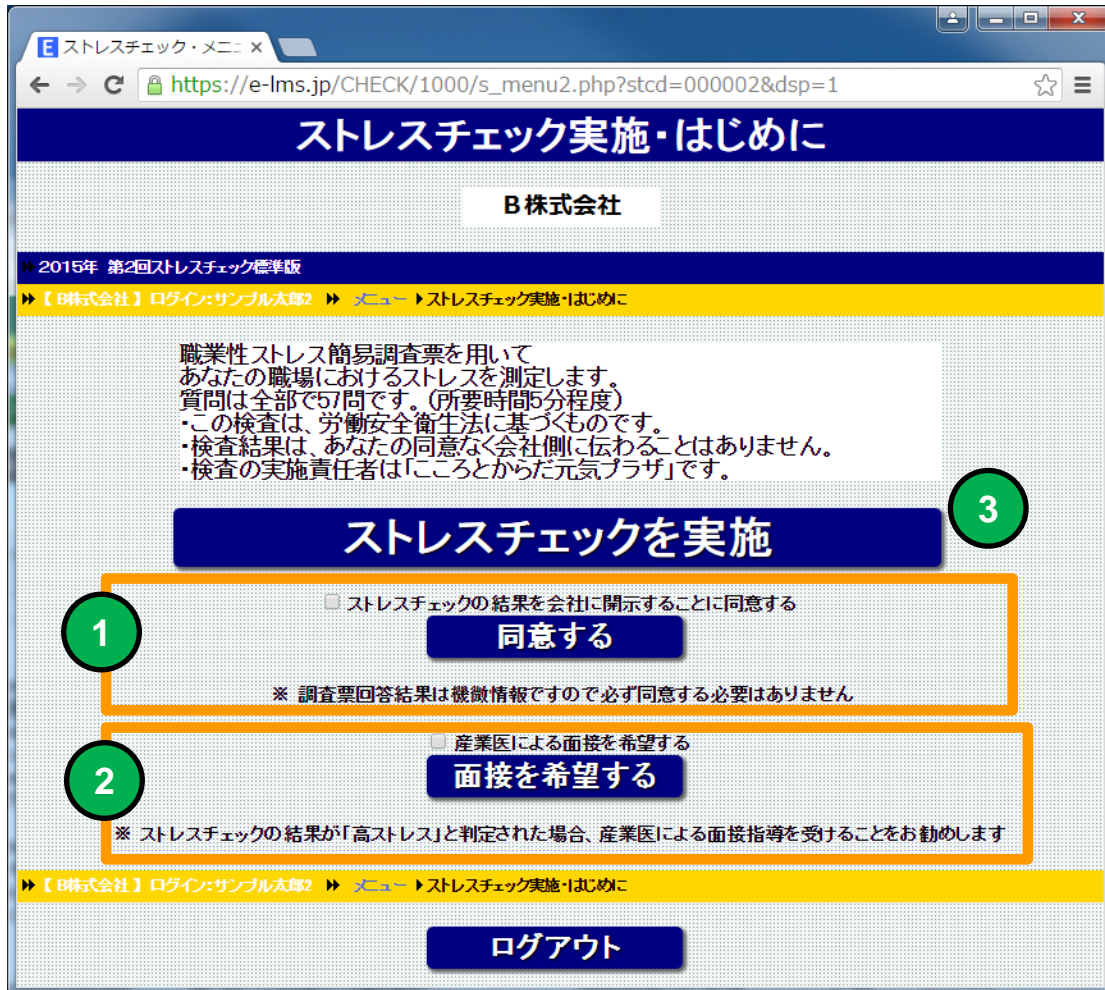 ストレスチェック・メニュ
https://e-lms.jp/CHECK/1000/s_menu2.php?stcd=000002&dsp=1
ストレスチェック実施・はじめに
B株式会社
2015年 第2回ストレスチェック標準版
【B株式会社】ログイン:サンプル太郎2 メニュー ストレスチェック実施・はじめに
職業性ストレス簡易調査票を用いて
あなたの職場におけるストレスを測定します。
質問は全部で57問です。(所要時間5分程度)
・この検査は、労働安全衛生法に基づくものです。
・検査結果は、あなたの同意なく会社側に伝わることはありません。
・検査の実施責任者は「こころとからだ元気プラザ」です。
ストレスチェックを実施
3
ストレスチェックの結果を会社に開示することに同意する
1
同意する
※ 調査票回答結果は機微情報ですので必ず同意する必要はありません
産業医による面接を希望する
2
面接を希望する
※ ストレスチェックの結果が「高ストレス」と判定された場合、産業医による面接指導を受けることをお勧めします
【B株式会社】ログイン:サンプル太郎2 メニュー ストレスチェック実施・はじめに
ログアウト